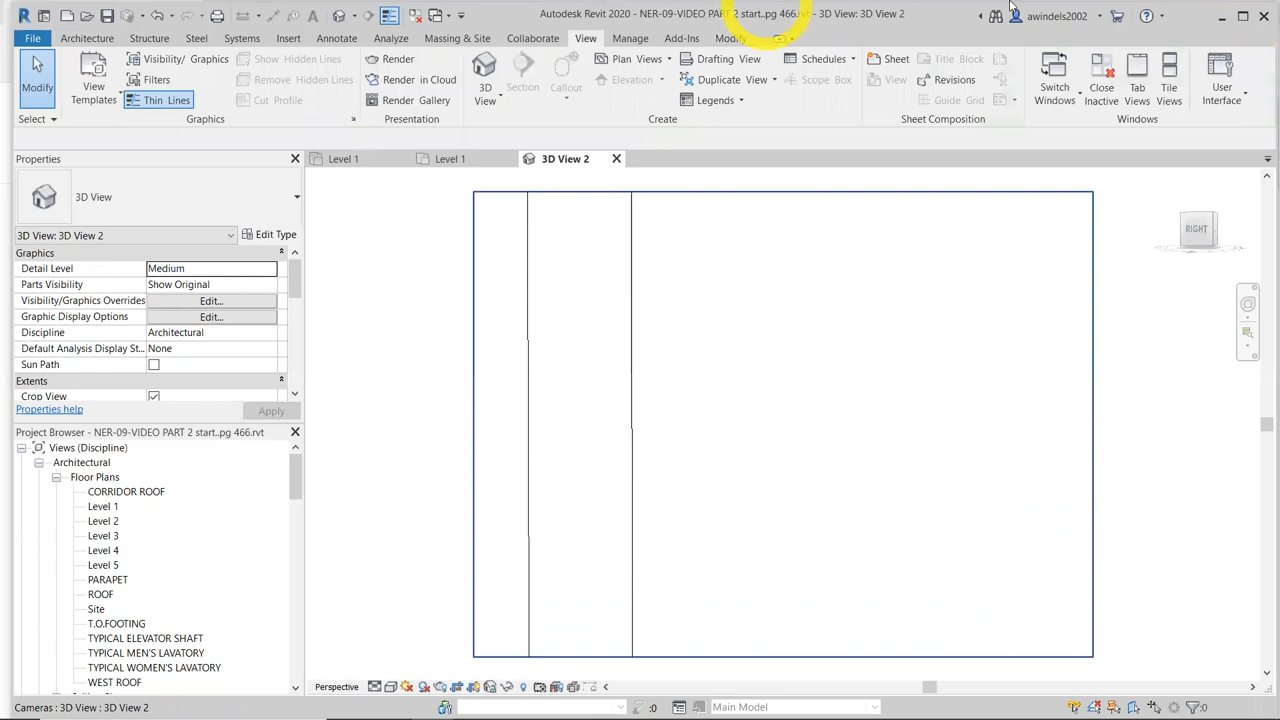 Autodesk Revit 2020 - NER-09-VIDEO PART 2 start..pg 466.rvt - 3D View: 3D View 2
awindels2002
File Architecture Structure Steel Systems Insert Annotate Analyze Massing & Site Collaborate View Manage Add-Ins Modify
Modify
View
Templates
Visibility/ Graphics
Filters
Thin Lines
Show Hidden Lines
Remove Hidden Lines
Cut Profile
Render
Render in Cloud
Render Gallery
3D
View
Section
Callout
Plan Views
Elevation
Drafting View
Duplicate View
Legends
Schedules
Scope Box
Sheet
View
Title Block
Revisions
Guide Grid
Switch
Windows
Close
Inactive
Tab
Views
Tile
Views
User
Interface
Select Graphics Presentation Create Sheet Composition Windows
Properties
Level 1 Level 1 3D View 2
3D View
3D View: 3D View 2 Edit Type
Graphics
Detail Level Medium
Parts Visibility Show Original
Visibility/Graphics Overrides Edit...
Graphic Display Options Edit...
Discipline Architectural
Default Analysis Display St... None
Sun Path
Extents
Crop View
Properties help Apply
Project Browser - NER-09-VIDEO PART 2 start..pg 466.rvt
Views (Discipline)
Architectural
Floor Plans
CORRIDOR ROOF
Level 1
Level 2
Level 3
Level 4
Level 5
PARAPET
ROOF
Site
T.O.FOOTING
TYPICAL ELEVATOR SHAFT
TYPICAL MEN'S LAVATORY
TYPICAL WOMEN'S LAVATORY
WEST ROOF
RIGHT
Perspective
Cameras : 3D View : 3D View 2
:0
Main Model
:0